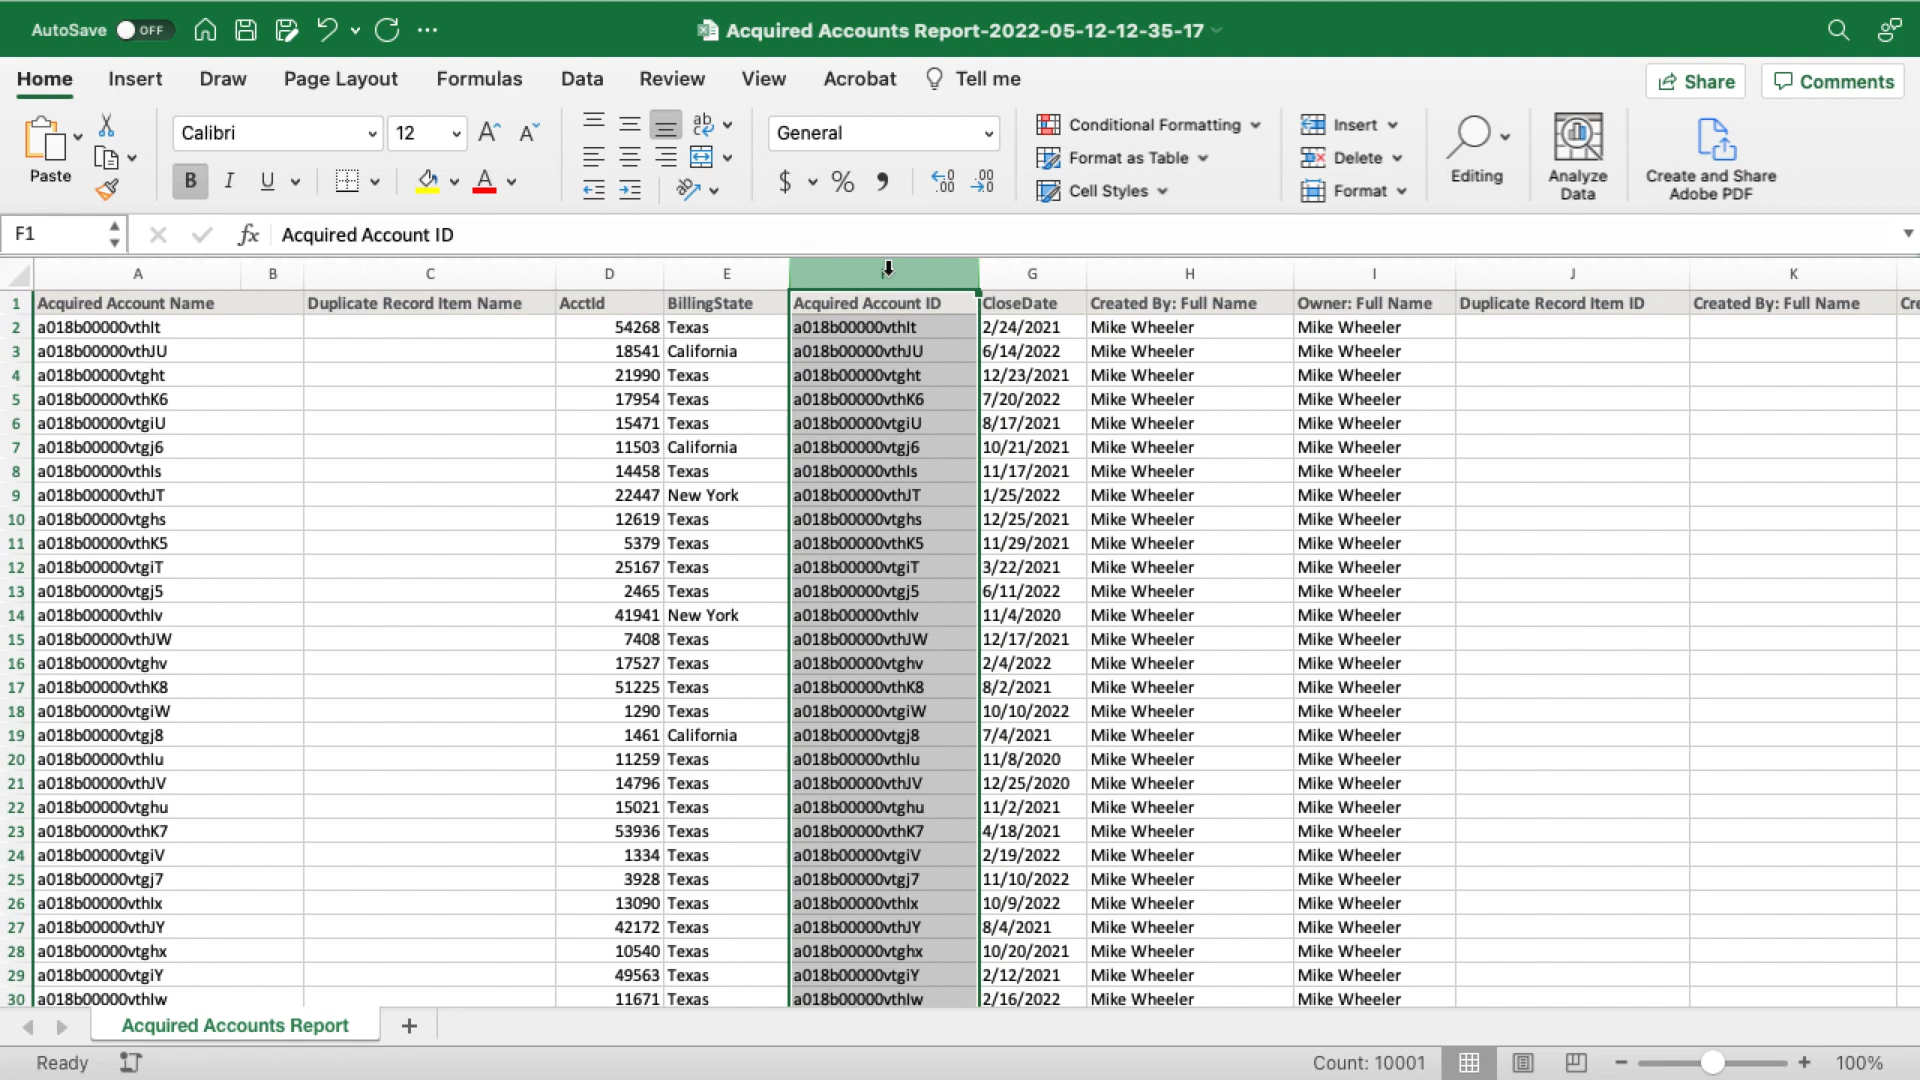 AutoSave OFF Acquired Accounts Report-2022-05-12-12-35-17
Home Insert Draw Page Layout Formulas Data Review View Acrobat Tell me Share Comments
Paste Calibri 12 General Conditional Formatting Insert
Format as Table Delete
B I U $ % Cell Styles Format
Editing Analyze Data Create and Share Adobe PDF
F1 fx Acquired Account ID
A B C D E G H I J K
1 Acquired Account Name Duplicate Record Item Name AcctId BillingState Acquired Account ID CloseDate Created By: Full Name Owner: Full Name Duplicate Record Item ID Created By: Full Name Cre
2 a018b00000vthIt 54268 Texas a018b00000vthIt 2/24/2021 Mike Wheeler Mike Wheeler
3 a018b00000vthJU 18541 California a018b00000vthJU 6/14/2022 Mike Wheeler Mike Wheeler
4 a018b00000vtght 21990 Texas a018b00000vtght 12/23/2021 Mike Wheeler Mike Wheeler
5 a018b00000vthK6 17954 Texas a018b00000vthK6 7/20/2022 Mike Wheeler Mike Wheeler
6 a018b00000vtgiU 15471 Texas a018b00000vtgiU 8/17/2021 Mike Wheeler Mike Wheeler
7 a018b00000vtgj6 11503 California a018b00000vtgj6 10/21/2021 Mike Wheeler Mike Wheeler
8 a018b00000vthIs 14458 Texas a018b00000vthIs 11/17/2021 Mike Wheeler Mike Wheeler
9 a018b00000vthJT 22447 New York a018b00000vthJT 1/25/2022 Mike Wheeler Mike Wheeler
10 a018b00000vtghs 12619 Texas a018b00000vtghs 12/25/2021 Mike Wheeler Mike Wheeler
11 a018b00000vthK5 5379 Texas a018b00000vthK5 11/29/2021 Mike Wheeler Mike Wheeler
12 a018b00000vtgiT 25167 Texas a018b00000vtgiT 3/22/2021 Mike Wheeler Mike Wheeler
13 a018b00000vtgj5 2465 Texas a018b00000vtgj5 6/11/2022 Mike Wheeler Mike Wheeler
14 a018b00000vthIv 41941 New York a018b00000vthIv 11/4/2020 Mike Wheeler Mike Wheeler
15 a018b00000vthJW 7408 Texas a018b00000vthJW 12/17/2021 Mike Wheeler Mike Wheeler
16 a018b00000vtghv 17527 Texas a018b00000vtghv 2/4/2022 Mike Wheeler Mike Wheeler
17 a018b00000vthK8 51225 Texas a018b00000vthK8 8/2/2021 Mike Wheeler Mike Wheeler
18 a018b00000vtgiW 1290 Texas a018b00000vtgiW 10/10/2022 Mike Wheeler Mike Wheeler
19 a018b00000vtgj8 1461 California a018b00000vtgj8 7/4/2021 Mike Wheeler Mike Wheeler
20 a018b00000vthIu 11259 Texas a018b00000vthIu 11/8/2020 Mike Wheeler Mike Wheeler
21 a018b00000vthJV 14796 Texas a018b00000vthJV 12/25/2020 Mike Wheeler Mike Wheeler
22 a018b00000vtghu 15021 Texas a018b00000vtghu 11/2/2021 Mike Wheeler Mike Wheeler
23 a018b00000vthK7 53936 Texas a018b00000vthK7 4/18/2021 Mike Wheeler Mike Wheeler
24 a018b00000vtgiV 1334 Texas a018b00000vtgiV 2/19/2022 Mike Wheeler Mike Wheeler
25 a018b00000vtgj7 3928 Texas a018b00000vtgj7 11/10/2022 Mike Wheeler Mike Wheeler
26 a018b00000vthIx 13090 Texas a018b00000vthIx 10/9/2022 Mike Wheeler Mike Wheeler
27 a018b00000vthJY 42172 Texas a018b00000vthJY 8/4/2021 Mike Wheeler Mike Wheeler
28 a018b00000vtghx 10540 Texas a018b00000vtghx 10/20/2021 Mike Wheeler Mike Wheeler
29 a018b00000vtgiY 49563 Texas a018b00000vtgiY 2/12/2021 Mike Wheeler Mike Wheeler
30 a018b00000vthIw 11671 Texas a018b00000vthIw 2/16/2022 Mike Wheeler Mike Wheeler
Acquired Accounts Report +
Ready Count: 10001 100%